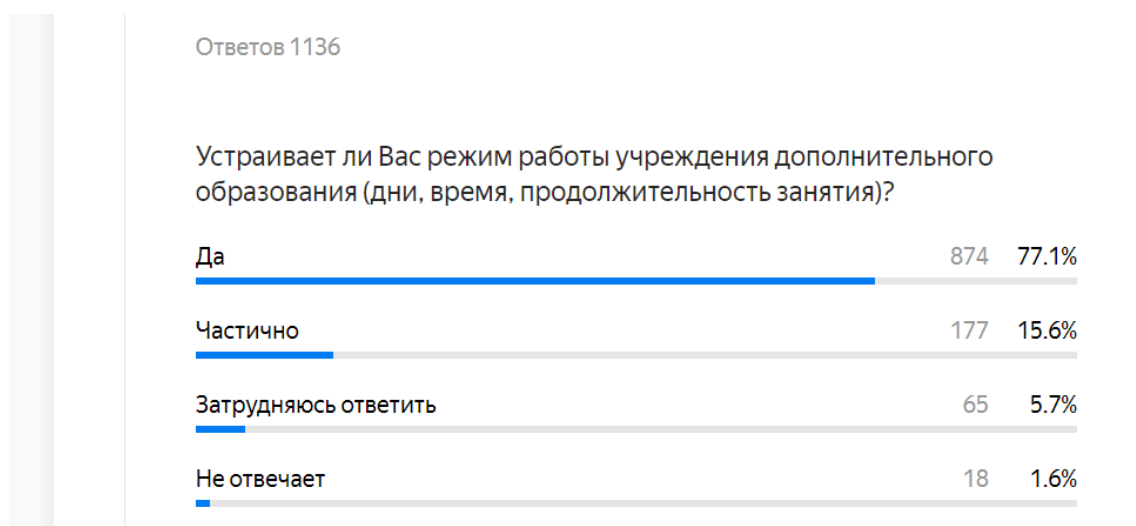 Ответов 1136
Устраивает ли Вас режим работы учреждения дополнительного
образования (дни, время, продолжительность занятия)?
Да 874 77.1%
Частично 177 15.6%
Затрудняюсь ответить 65 5.7%
Не отвечает 18 1.6%